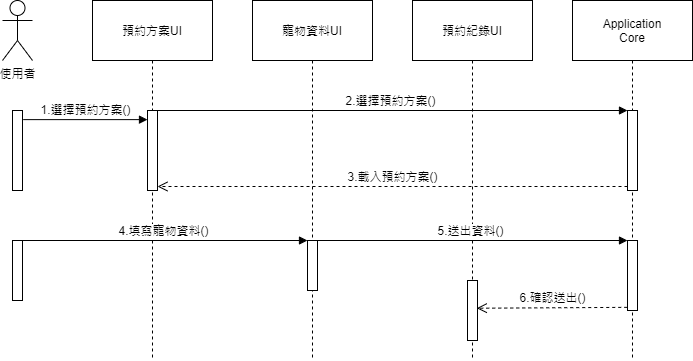 預約方案UI
寵物資料UI
預約紀錄UI
Application
Core
使用者
1.選擇預約方案()
2.選擇預約方案()
3.載入預約方案()
4.填寫寵物資料()
5.送出資料()
6.確認送出()